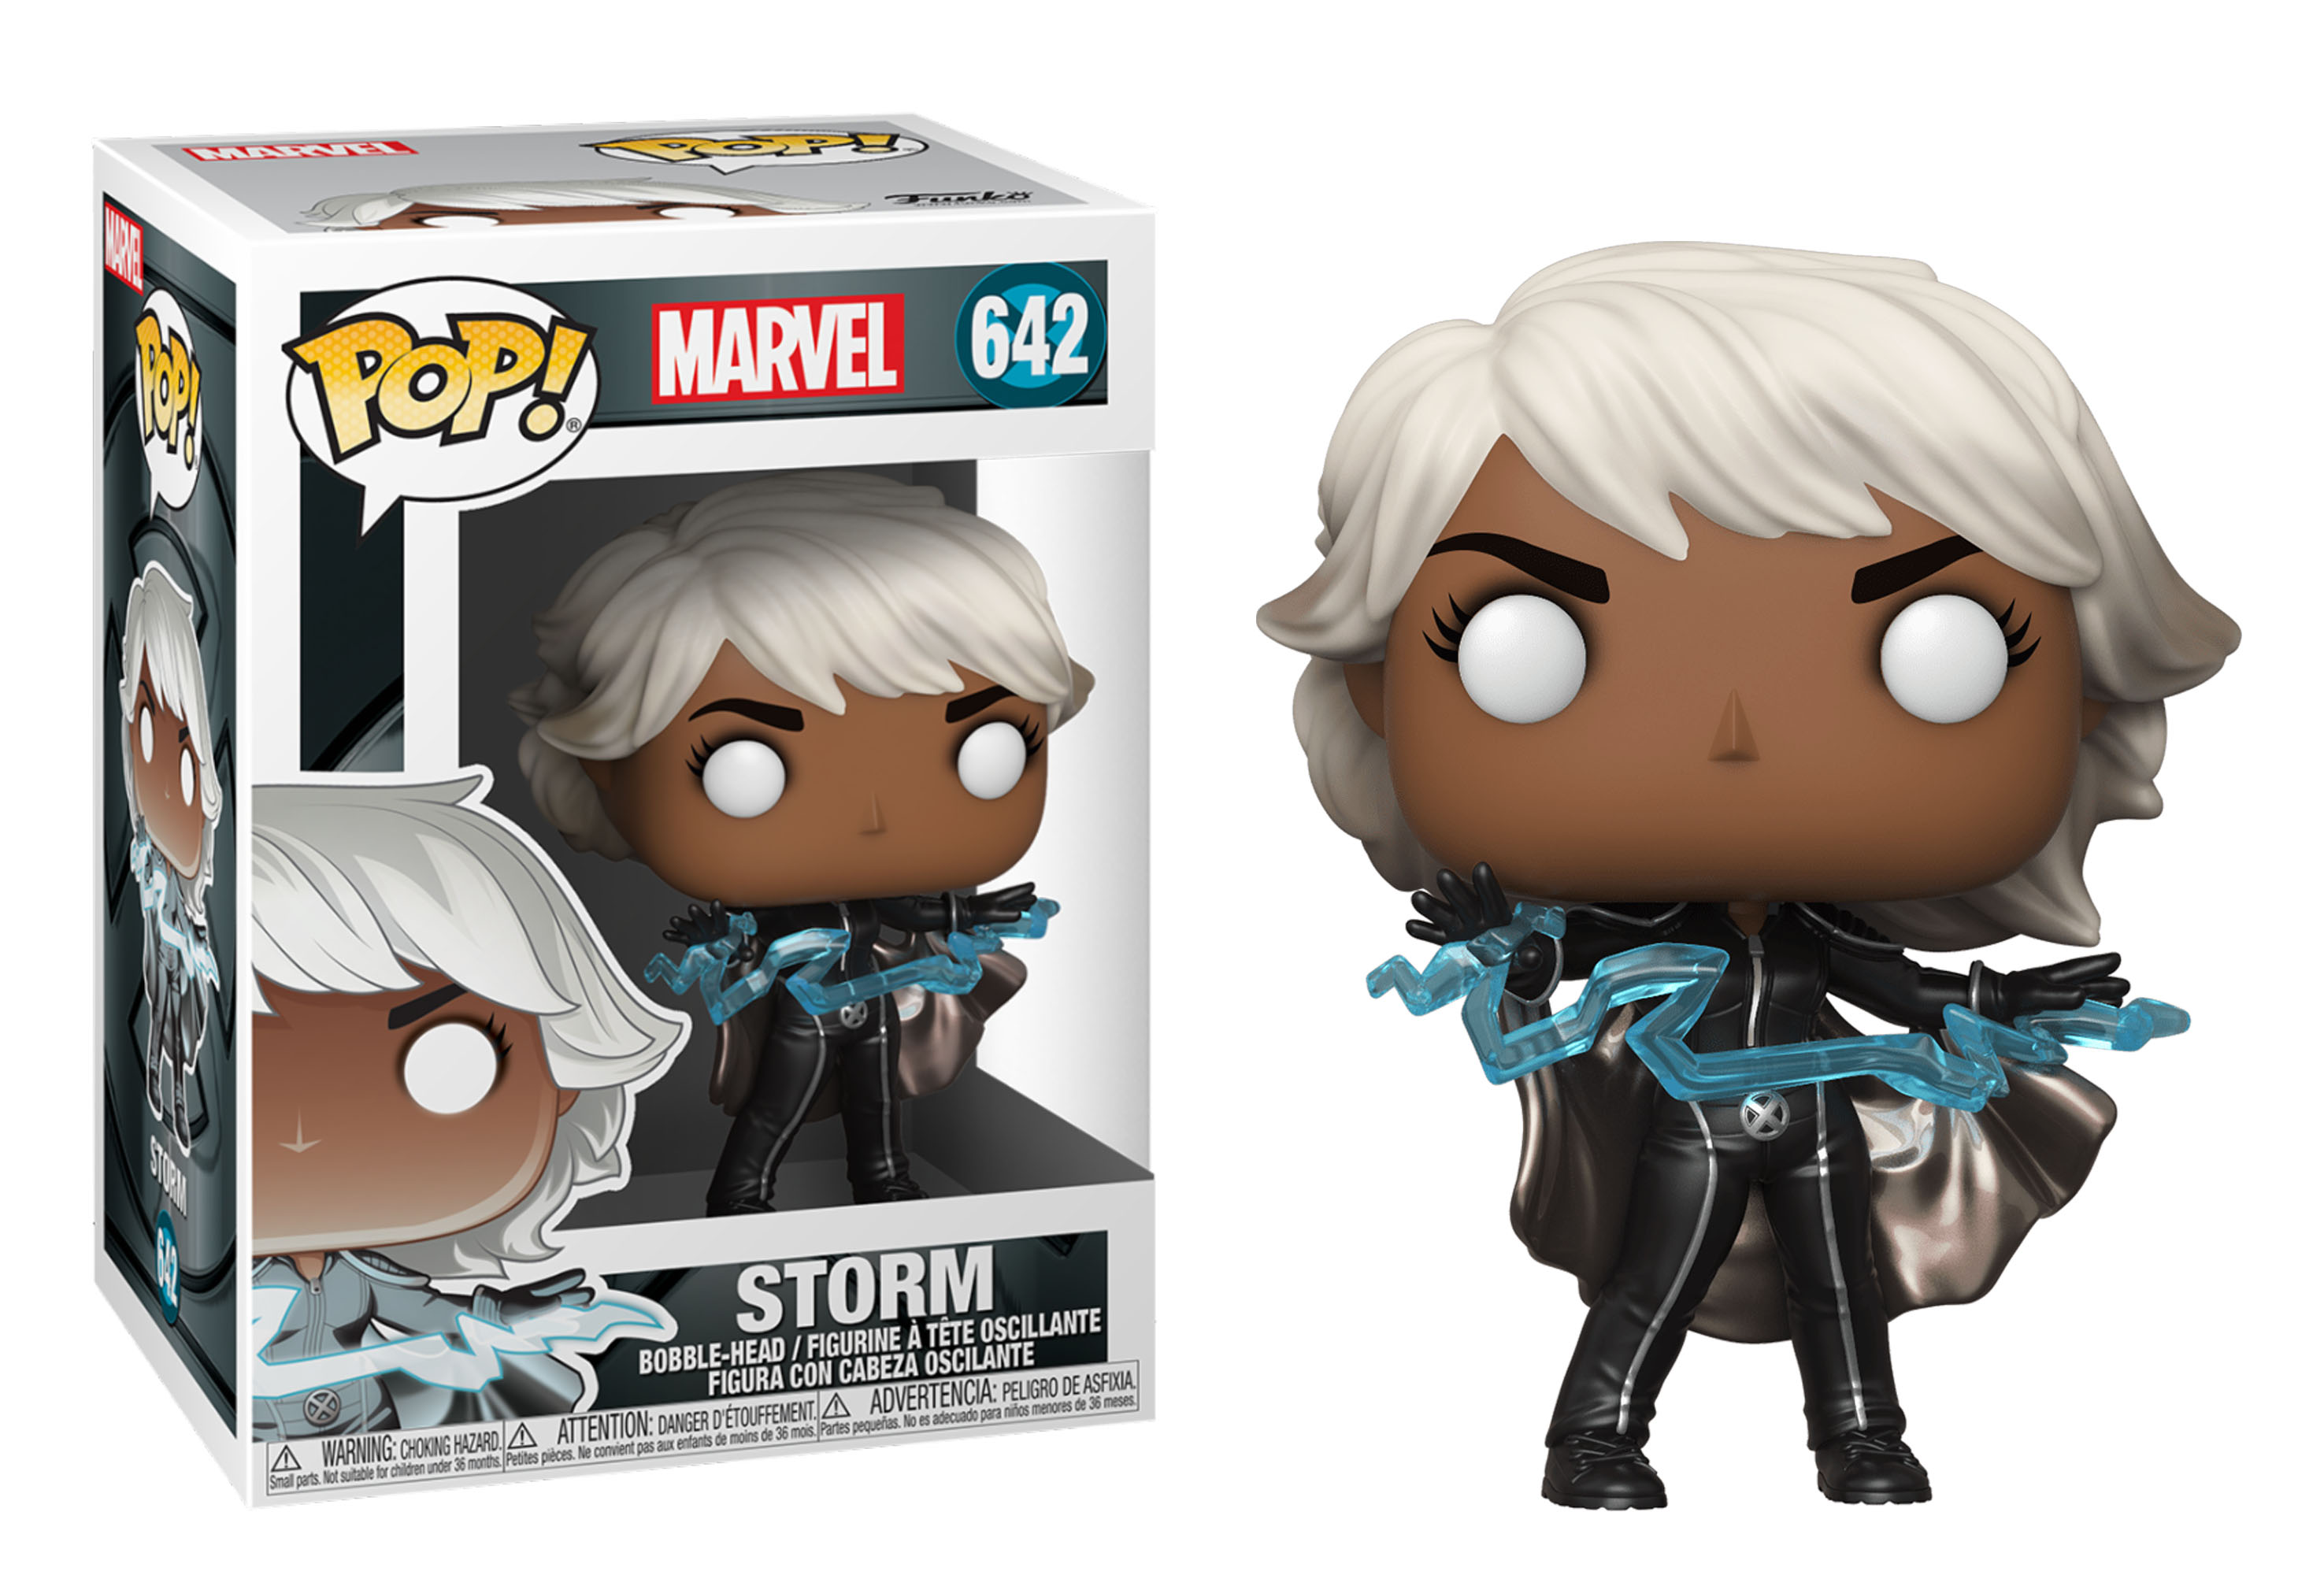 MARVEL
POP!
Funko
MARVEL
POP!
STORM
642
POP!®
MARVEL
642
STORM
BOBBLE-HEAD / FIGURINE À TÊTE OSCILLANTE
FIGURA CON CABEZA OSCILANTE
WARNING: CHOKING HAZARD.
Small parts. Not suitable for children under 36 months.
ATTENTION: DANGER D'ÉTOUFFEMENT.
Petites pièces. Ne convient pas aux enfants de moins de 36 mois.
ADVERTENCIA: PELIGRO DE ASFIXIA.
Partes pequeñas. No es adecuado para niños menores de 36 meses.